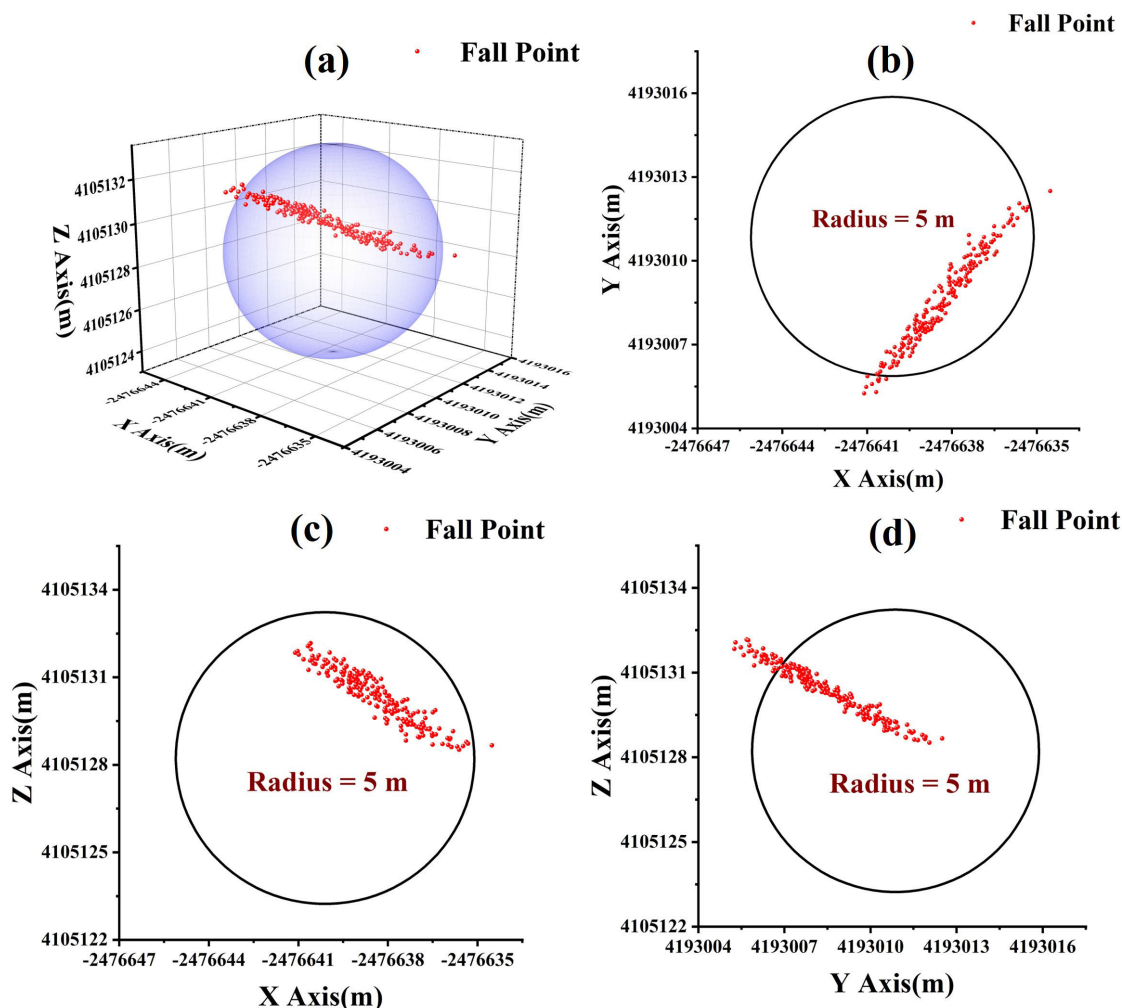 (a)
Fall Point
4105132
4105130
4105128
4105126
4105124
Z Axis(m)
-2476644
-2476641
-2476638
-2476635
X Axis(m)
4193004
4193006
4193008
4193010
4193012
4193014
4193016
Y Axis(m)
(b)
Fall Point
4193016
4193013
4193010
4193007
4193004
Y Axis(m)
Radius = 5 m
-2476647 -2476644 -2476641 -2476638 -2476635
X Axis(m)
(c)
Fall Point
4105134
4105131
4105128
4105125
4105122
Z Axis(m)
Radius = 5 m
-2476647 -2476644 -2476641 -2476638 -2476635
X Axis(m)
(d)
Fall Point
4105134
4105131
4105128
4105125
4105122
Z Axis(m)
Radius = 5 m
4193004 4193007 4193010 4193013 4193016
Y Axis(m)